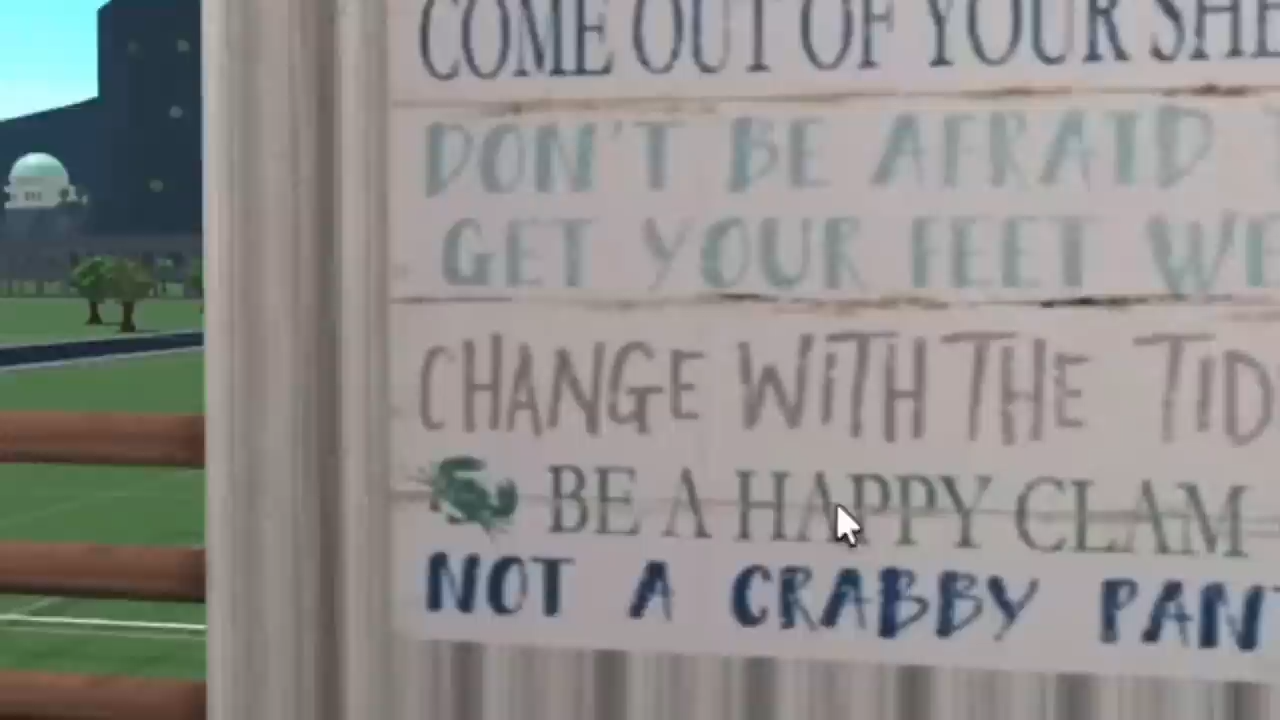 COME OUT OF YOUR SHE
DON'T BE AFRAID
GET YOUR FEET WE
CHANGE WITH THE TID
BE A HAPPY CLAM
NOT A CRABBY PAN